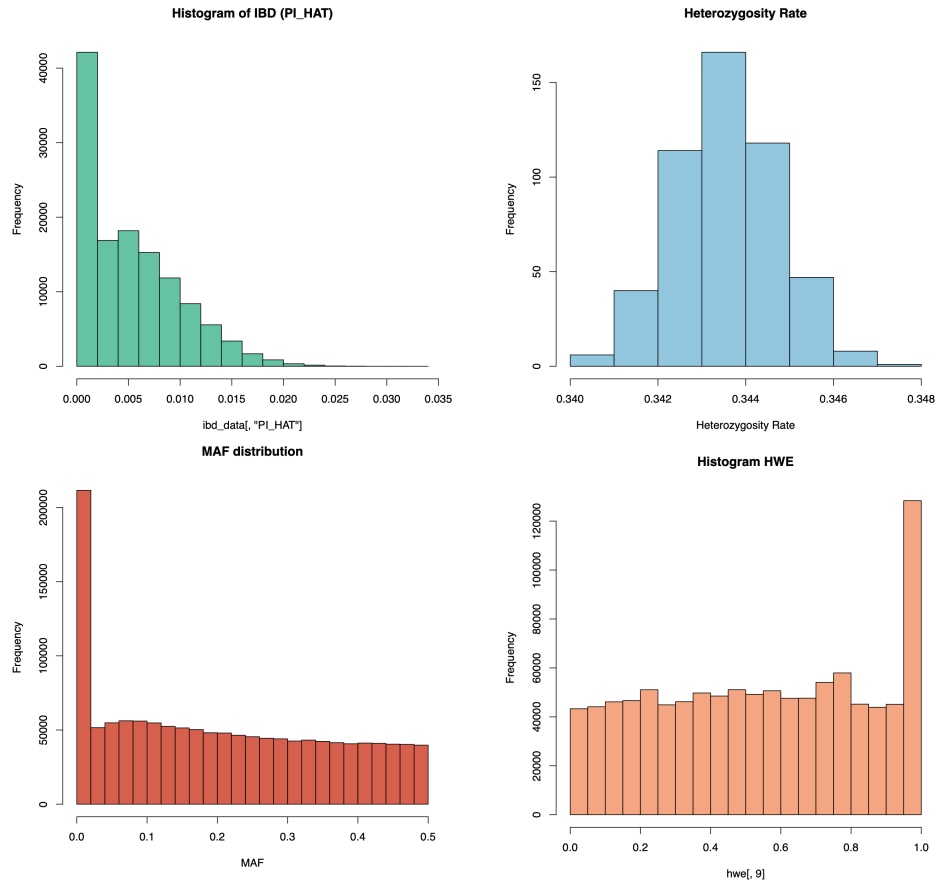 Histogram of IBD (PI_HAT)
Frequency
0
10000
20000
30000
40000
0.000 0.005 0.010 0.015 0.020 0.025 0.030 0.035
ibd_data[, "PI_HAT"]
Heterozygosity Rate
Frequency
0
50
100
150
0.340 0.342 0.344 0.346 0.348
Heterozygosity Rate
MAF distribution
Frequency
0
50000
100000
150000
200000
0.0 0.1 0.2 0.3 0.4 0.5
MAF
Histogram HWE
Frequency
0
20000
40000
60000
80000
100000
120000
0.0 0.2 0.4 0.6 0.8 1.0
hwe[, 9]